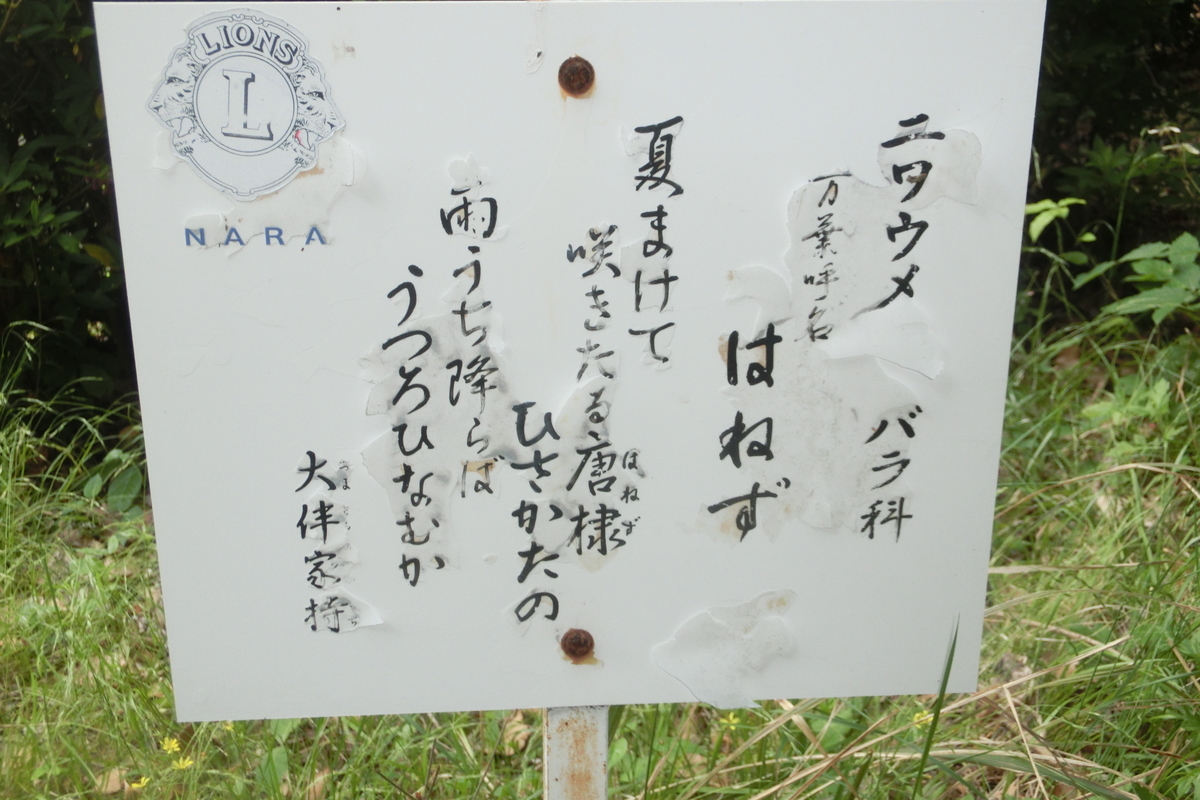 ニワウメ バラ科
万葉呼名
はねず
夏まけて
咲きたる唐棣
はねず
ひさかたの
雨うち降らば
うつろひなむか
大伴家持
LIONS
L
NARA